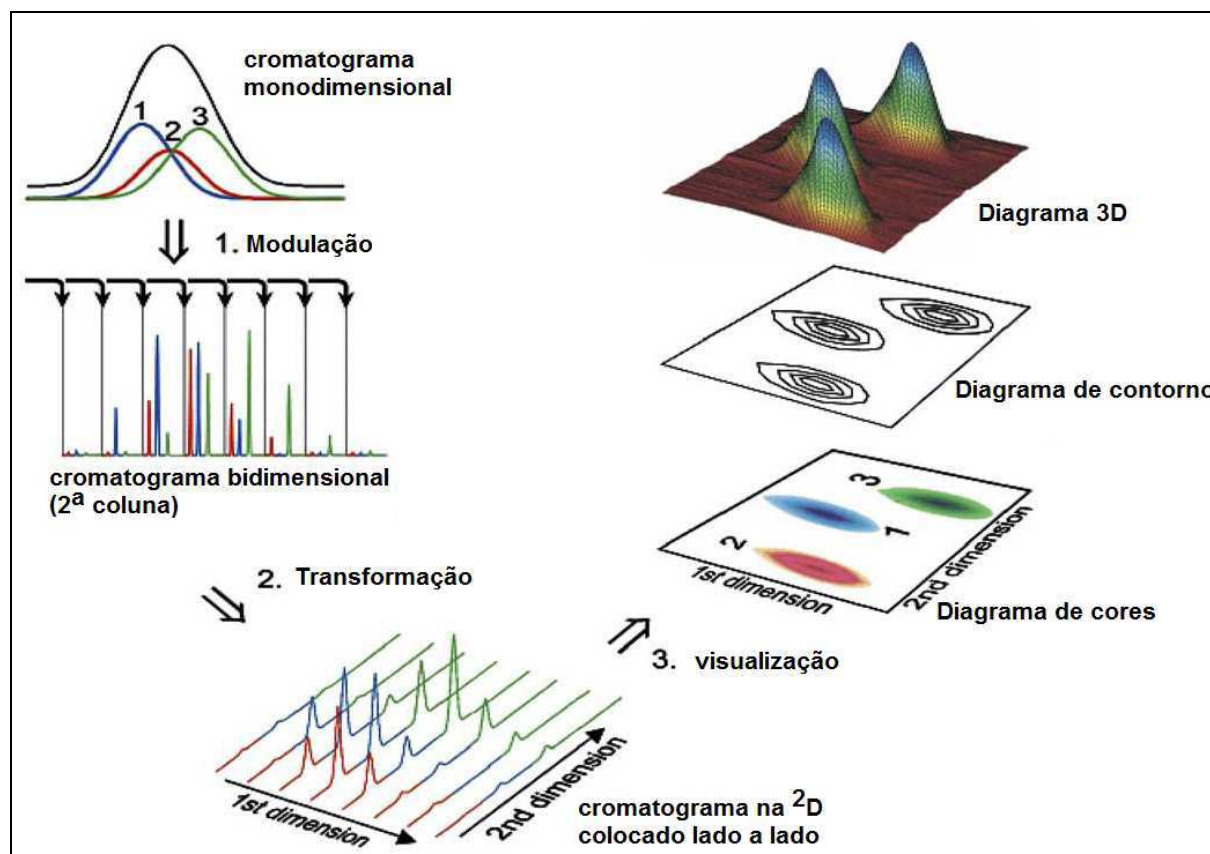 cromatograma
monodimensional
1
2
3
1. Modulação
cromatograma bidimensional
(2ª coluna)
2. Transformação
1st dimension
2nd dimension
cromatograma na ²D
colocado lado a lado
3. visualização
Diagrama 3D
Diagrama de contorno
3
1
2
1st dimension
2nd dimension
Diagrama de cores